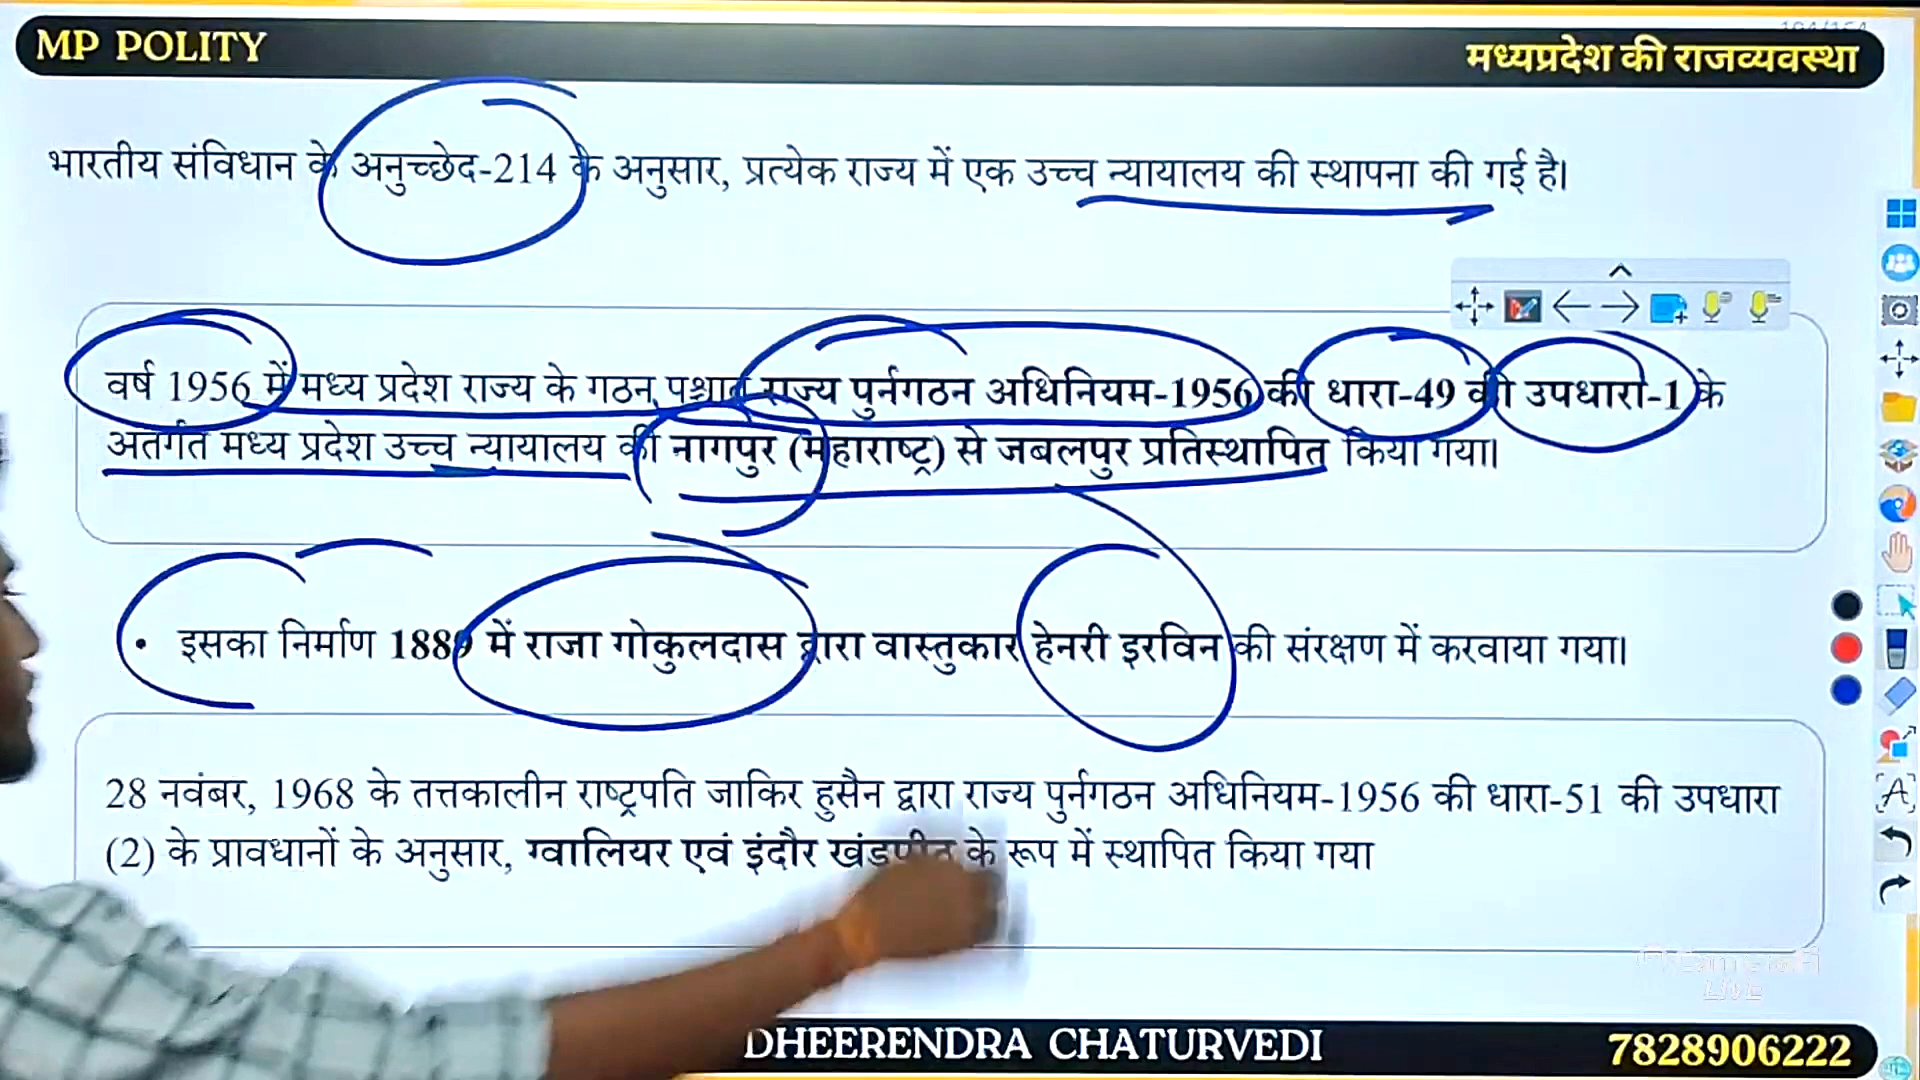 MP POLITY
मध्यप्रदेश की राजव्यवस्था
भारतीय संविधान के अनुच्छेद-214 के अनुसार, प्रत्येक राज्य में एक उच्च न्यायालय की स्थापना की गई है।
वर्ष 1956 में मध्य प्रदेश राज्य के गठन पश्चात राज्य पुर्नगठन अधिनियम-1956 की धारा-49 की उपधारा-1 के
अतर्गत मध्य प्रदेश उच्च न्यायालय की नागपुर (महाराष्ट्र) से जबलपुर प्रतिस्थापित किया गया।
• इसका निर्माण 1889 में राजा गोकुलदास द्वारा वास्तुकार हेनरी इरविन की संरक्षण में करवाया गया।
28 नवंबर, 1968 के तत्तकालीन राष्ट्रपति जाकिर हुसैन द्वारा राज्य पुर्नगठन अधिनियम-1956 की धारा-51 की उपधारा
(2) के प्रावधानों के अनुसार, ग्वालियर एवं इंदौर खंडपीठ के रूप में स्थापित किया गया
LIVE
DHEERENDRA CHATURVEDI
7828906222